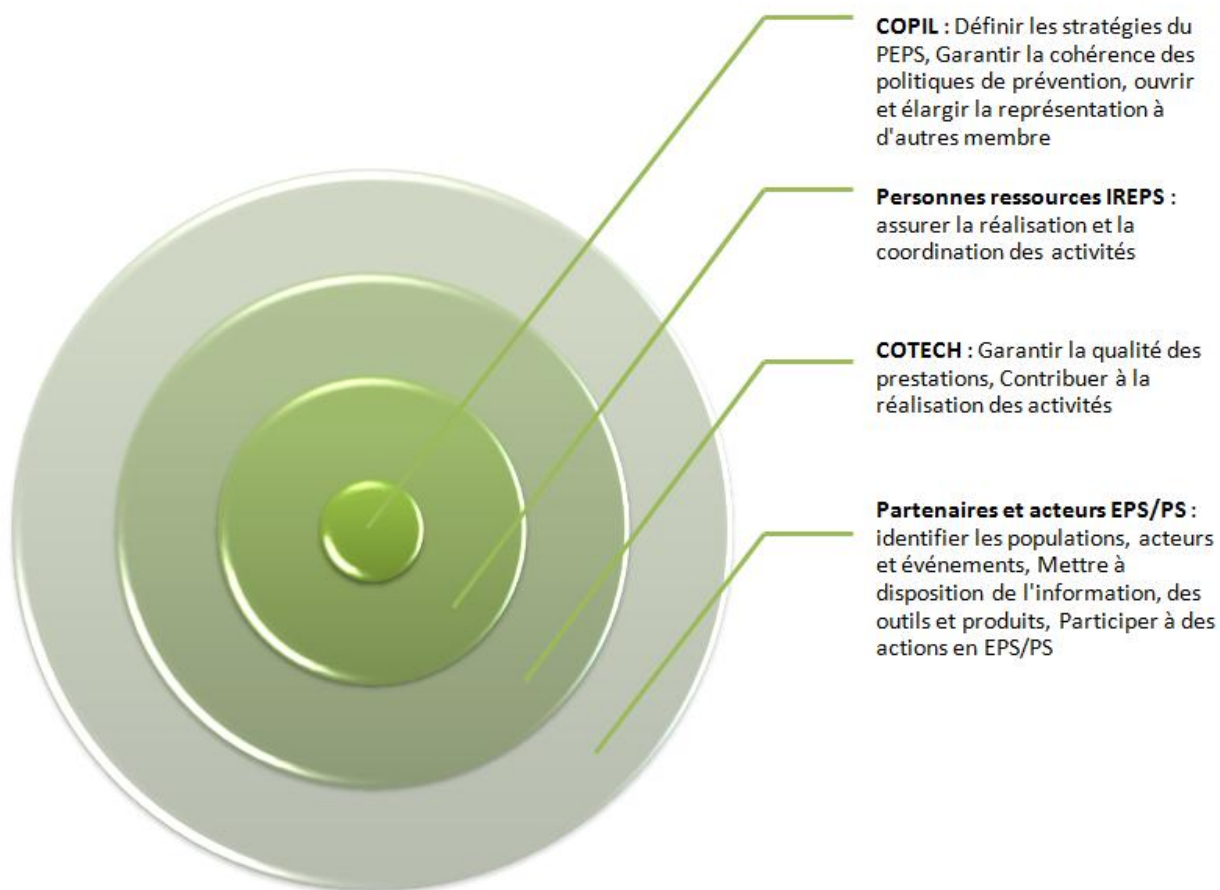 COPIL : Définir les stratégies du
PEPS, Garantir la cohérence des
politiques de prévention, ouvrir
et élargir la représentation à
d'autres membre
Personnes ressources IREPS :
assurer la réalisation et la
coordination des activités
COTECH : Garantir la qualité des
prestations, Contribuer à la
réalisation des activités
Partenaires et acteurs EPS/PS :
identifier les populations, acteurs
et événements, Mettre à
disposition de l'information, des
outils et produits, Participer à des
actions en EPS/PS